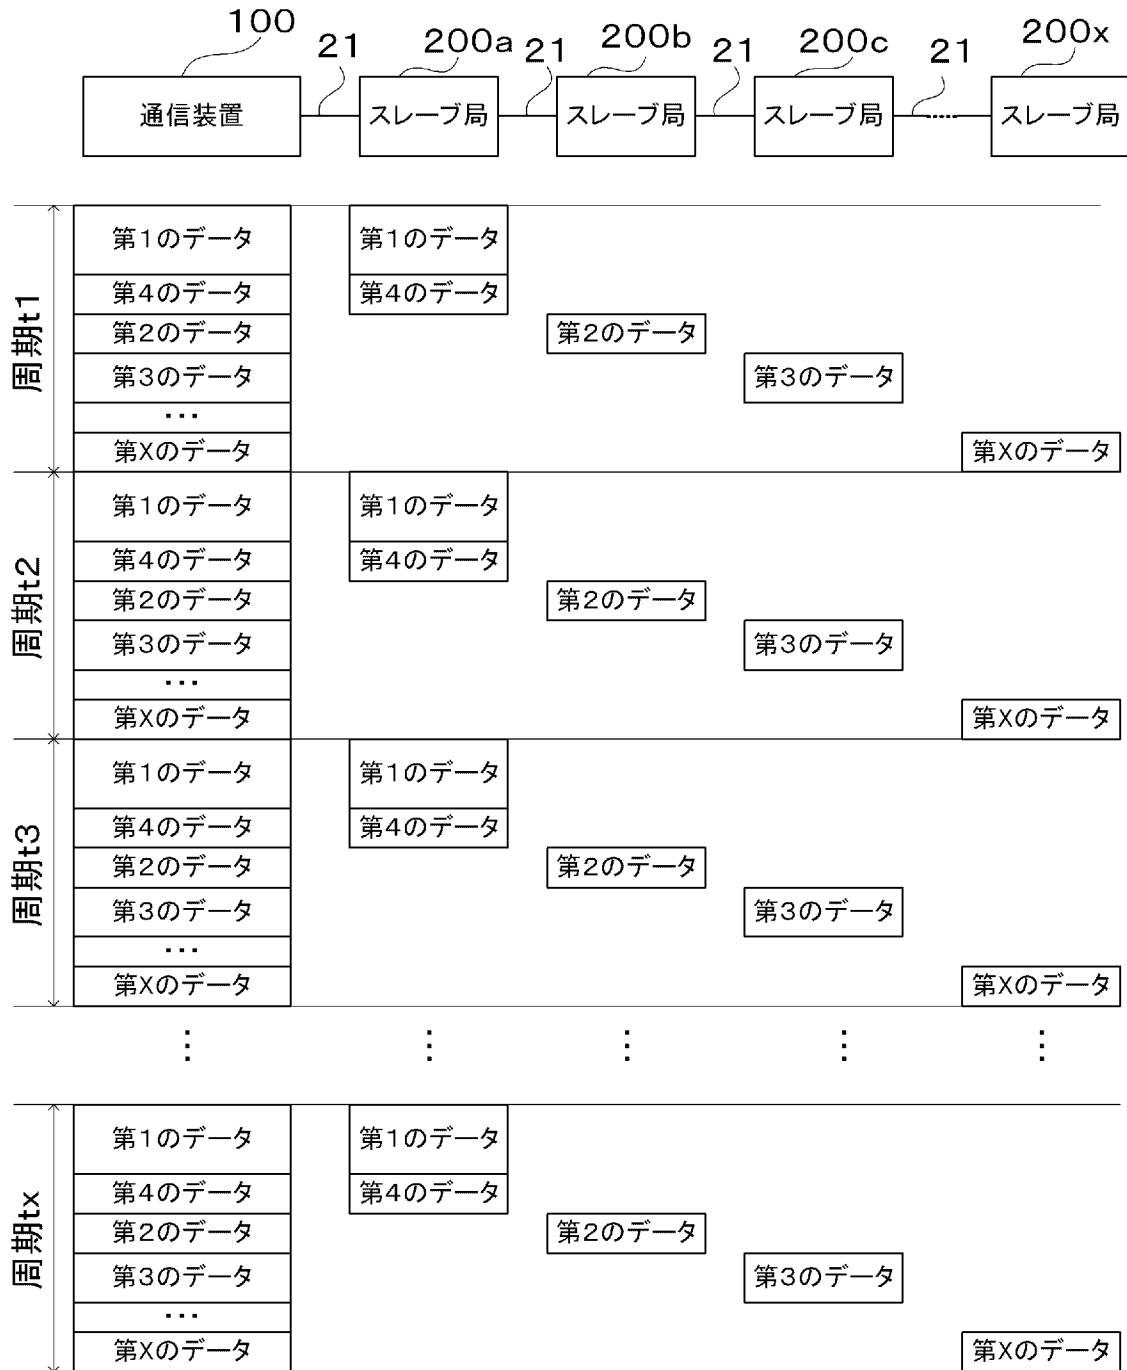 100 21 200a 21 200b 21 200c 21 200x
通信装置 スレーブ局 スレーブ局 スレーブ局 スレーブ局
周期t1
第1のデータ 第1のデータ
第4のデータ 第4のデータ
第2のデータ 第2のデータ
第3のデータ 第3のデータ
…
第Xのデータ 第Xのデータ
周期t2
第1のデータ 第1のデータ
第4のデータ 第4のデータ
第2のデータ 第2のデータ
第3のデータ 第3のデータ
…
第Xのデータ 第Xのデータ
周期t3
第1のデータ 第1のデータ
第4のデータ 第4のデータ
第2のデータ 第2のデータ
第3のデータ 第3のデータ
…
第Xのデータ 第Xのデータ
⋮ ⋮ ⋮ ⋮ ⋮
周期tx
第1のデータ 第1のデータ
第4のデータ 第4のデータ
第2のデータ 第2のデータ
第3のデータ 第3のデータ
…
第Xのデータ 第Xのデータ